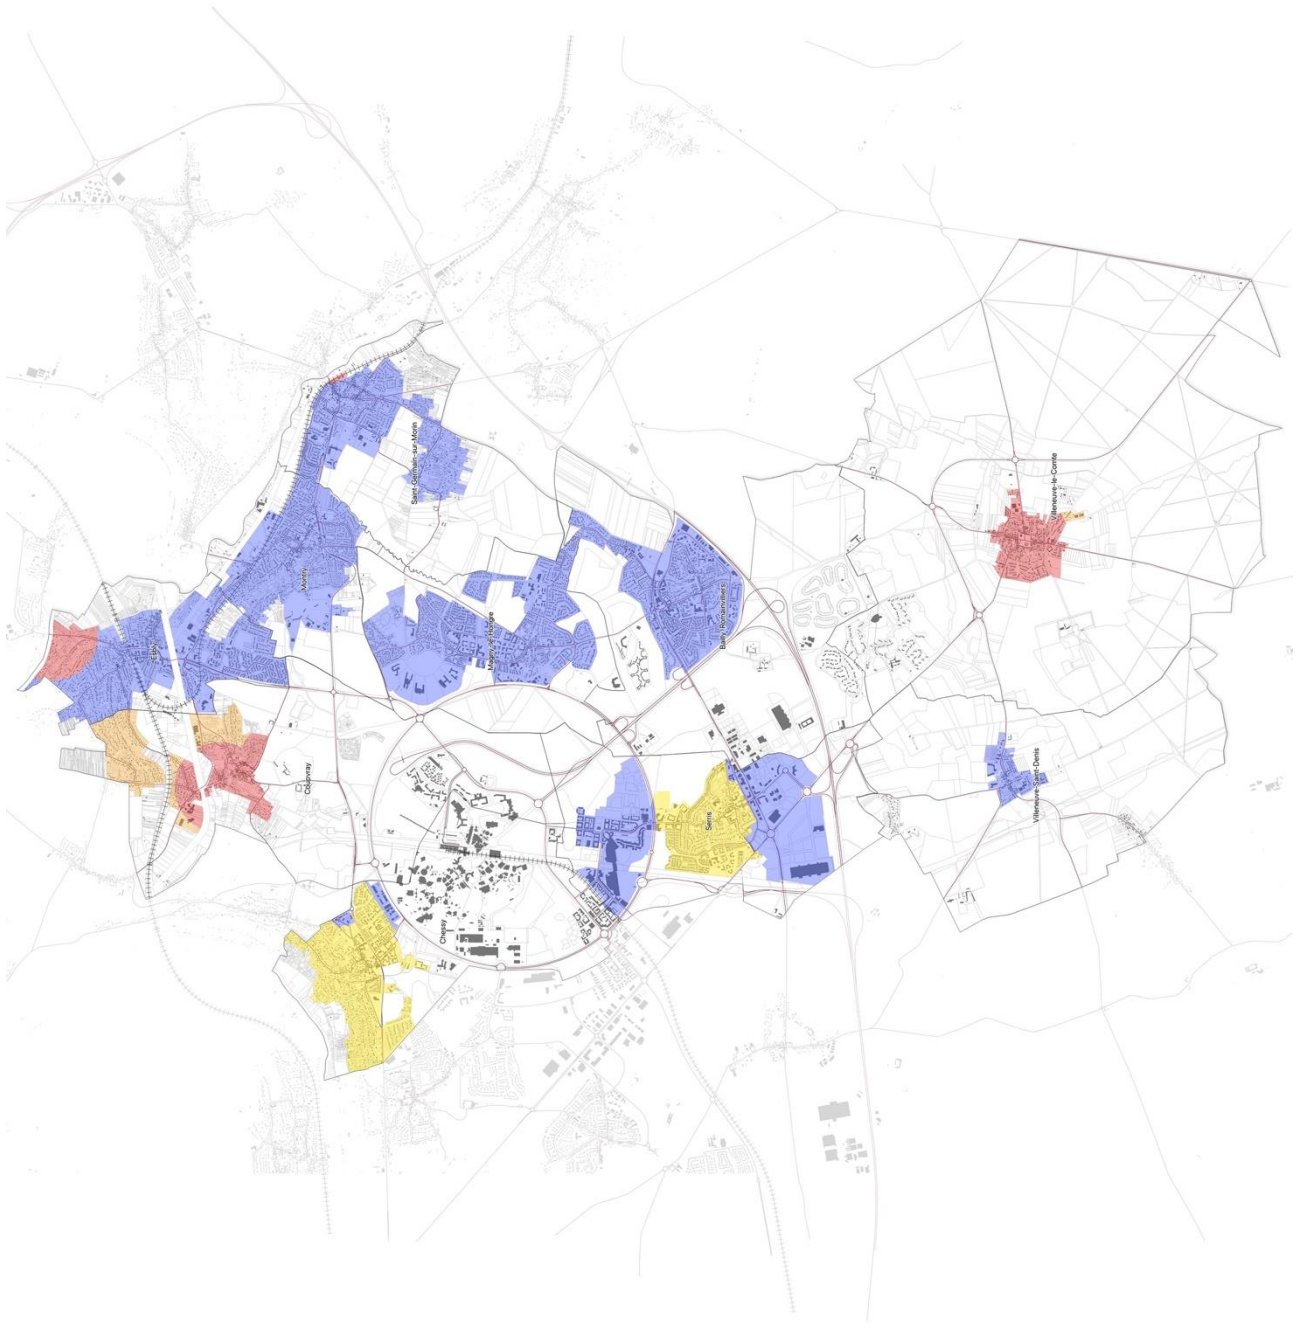 Esbly
Montry
Saint-Germain-sur-Morin
Coupvray
Magny-le-Hongre
Bailly-Romainvilliers
Chessy
Serris
Villeneuve-le-Comte
Villeneuve-Saint-Denis